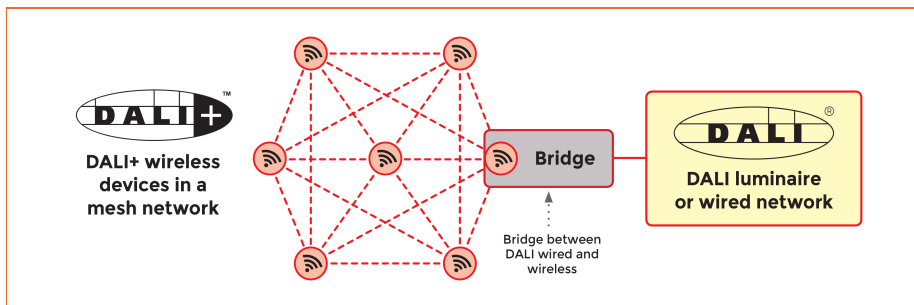 DALI+™
DALI+ wireless
devices in a
mesh network
Bridge
Bridge between
DALI wired and
wireless
DALI®
DALI luminaire
or wired network